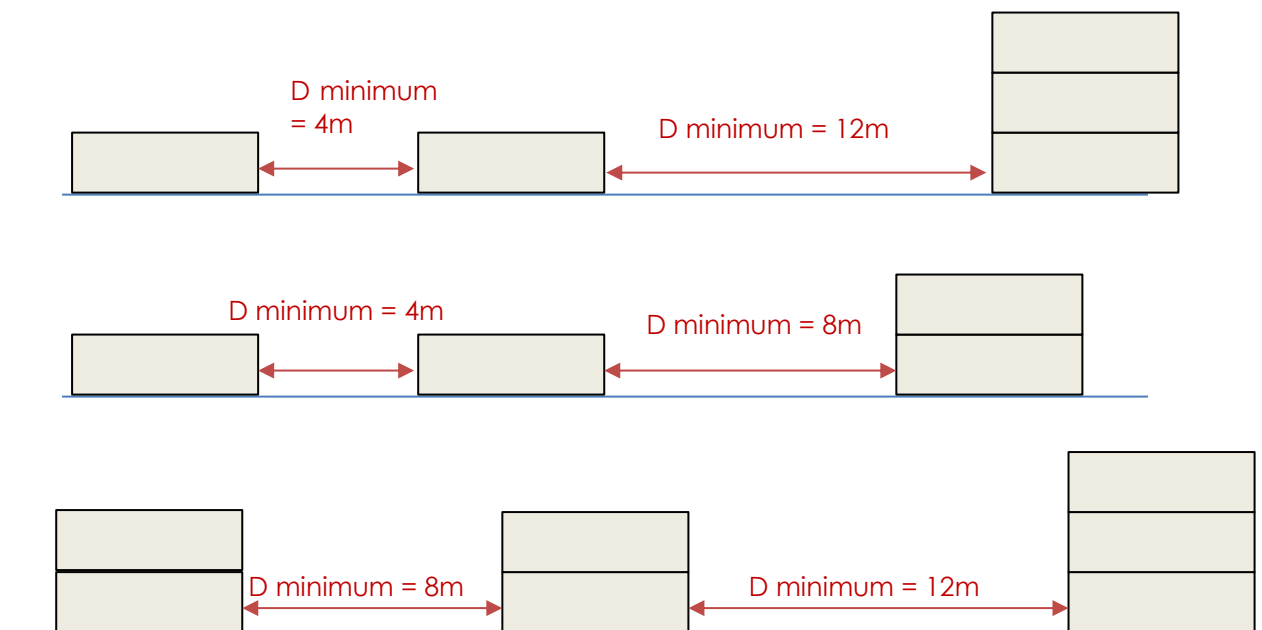 D minimum
= 4m
D minimum = 12m
D minimum = 4m
D minimum = 8m
D minimum = 8m
D minimum = 12m